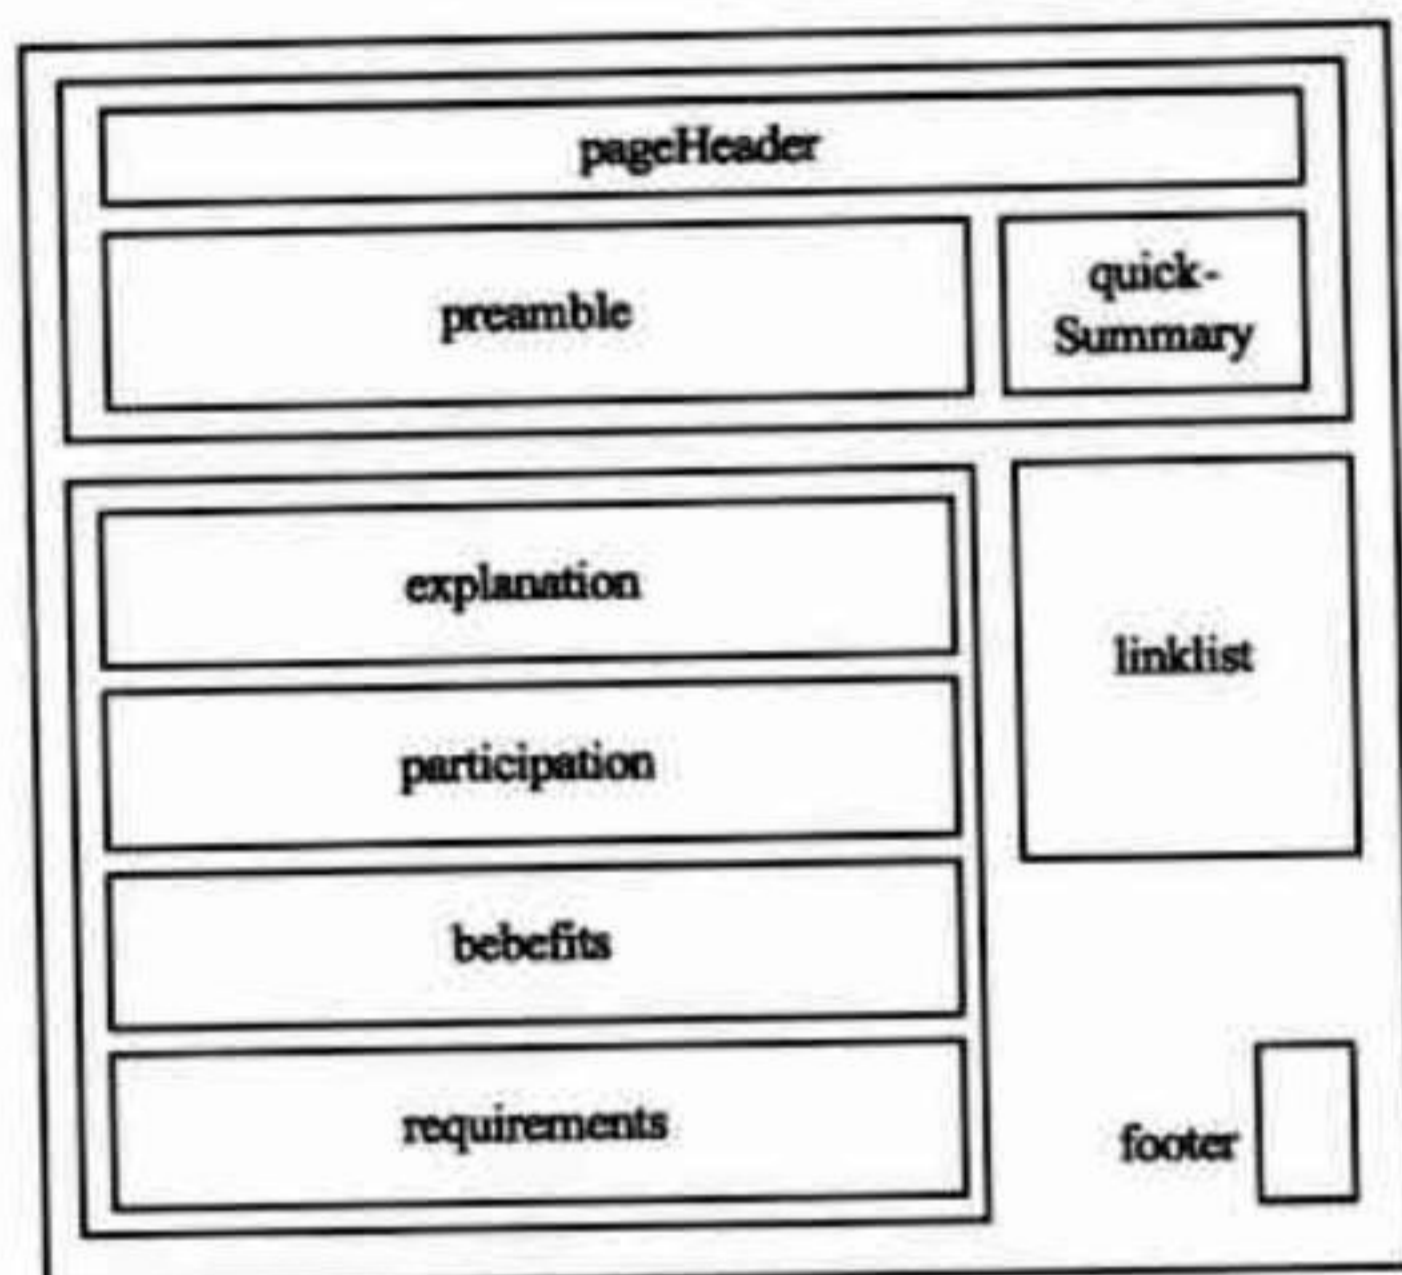 pageHeader
preamble
quick-
Summary
explanation
linklist
participation
bebefits
requirements
footer